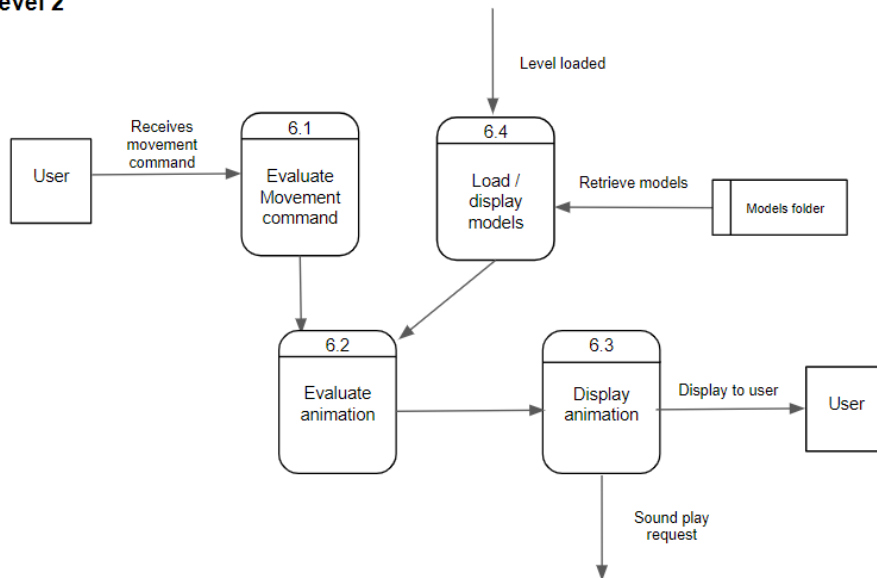 evel 2
Level loaded
Receives
movement
command
6.1
6.4
User
Evaluate
Movement
command
Load /
display
models
Retrieve models
Models folder
6.2
6.3
Evaluate
animation
Display
animation
Display to user
User
Sound play
request